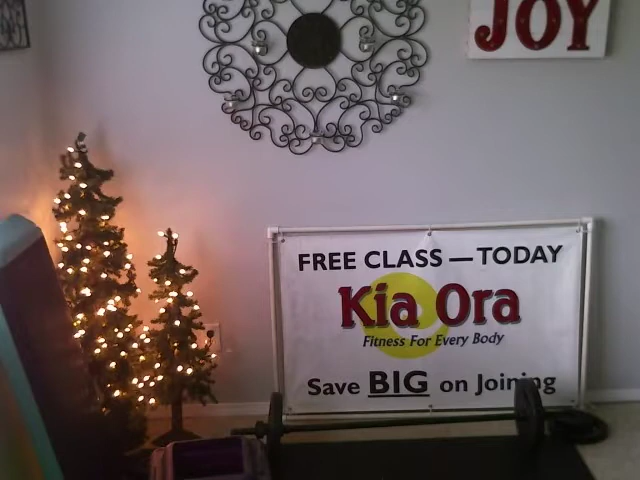 JOY
FREE CLASS — TODAY
Kia Ora
Fitness For Every Body
Save BIG on Joining